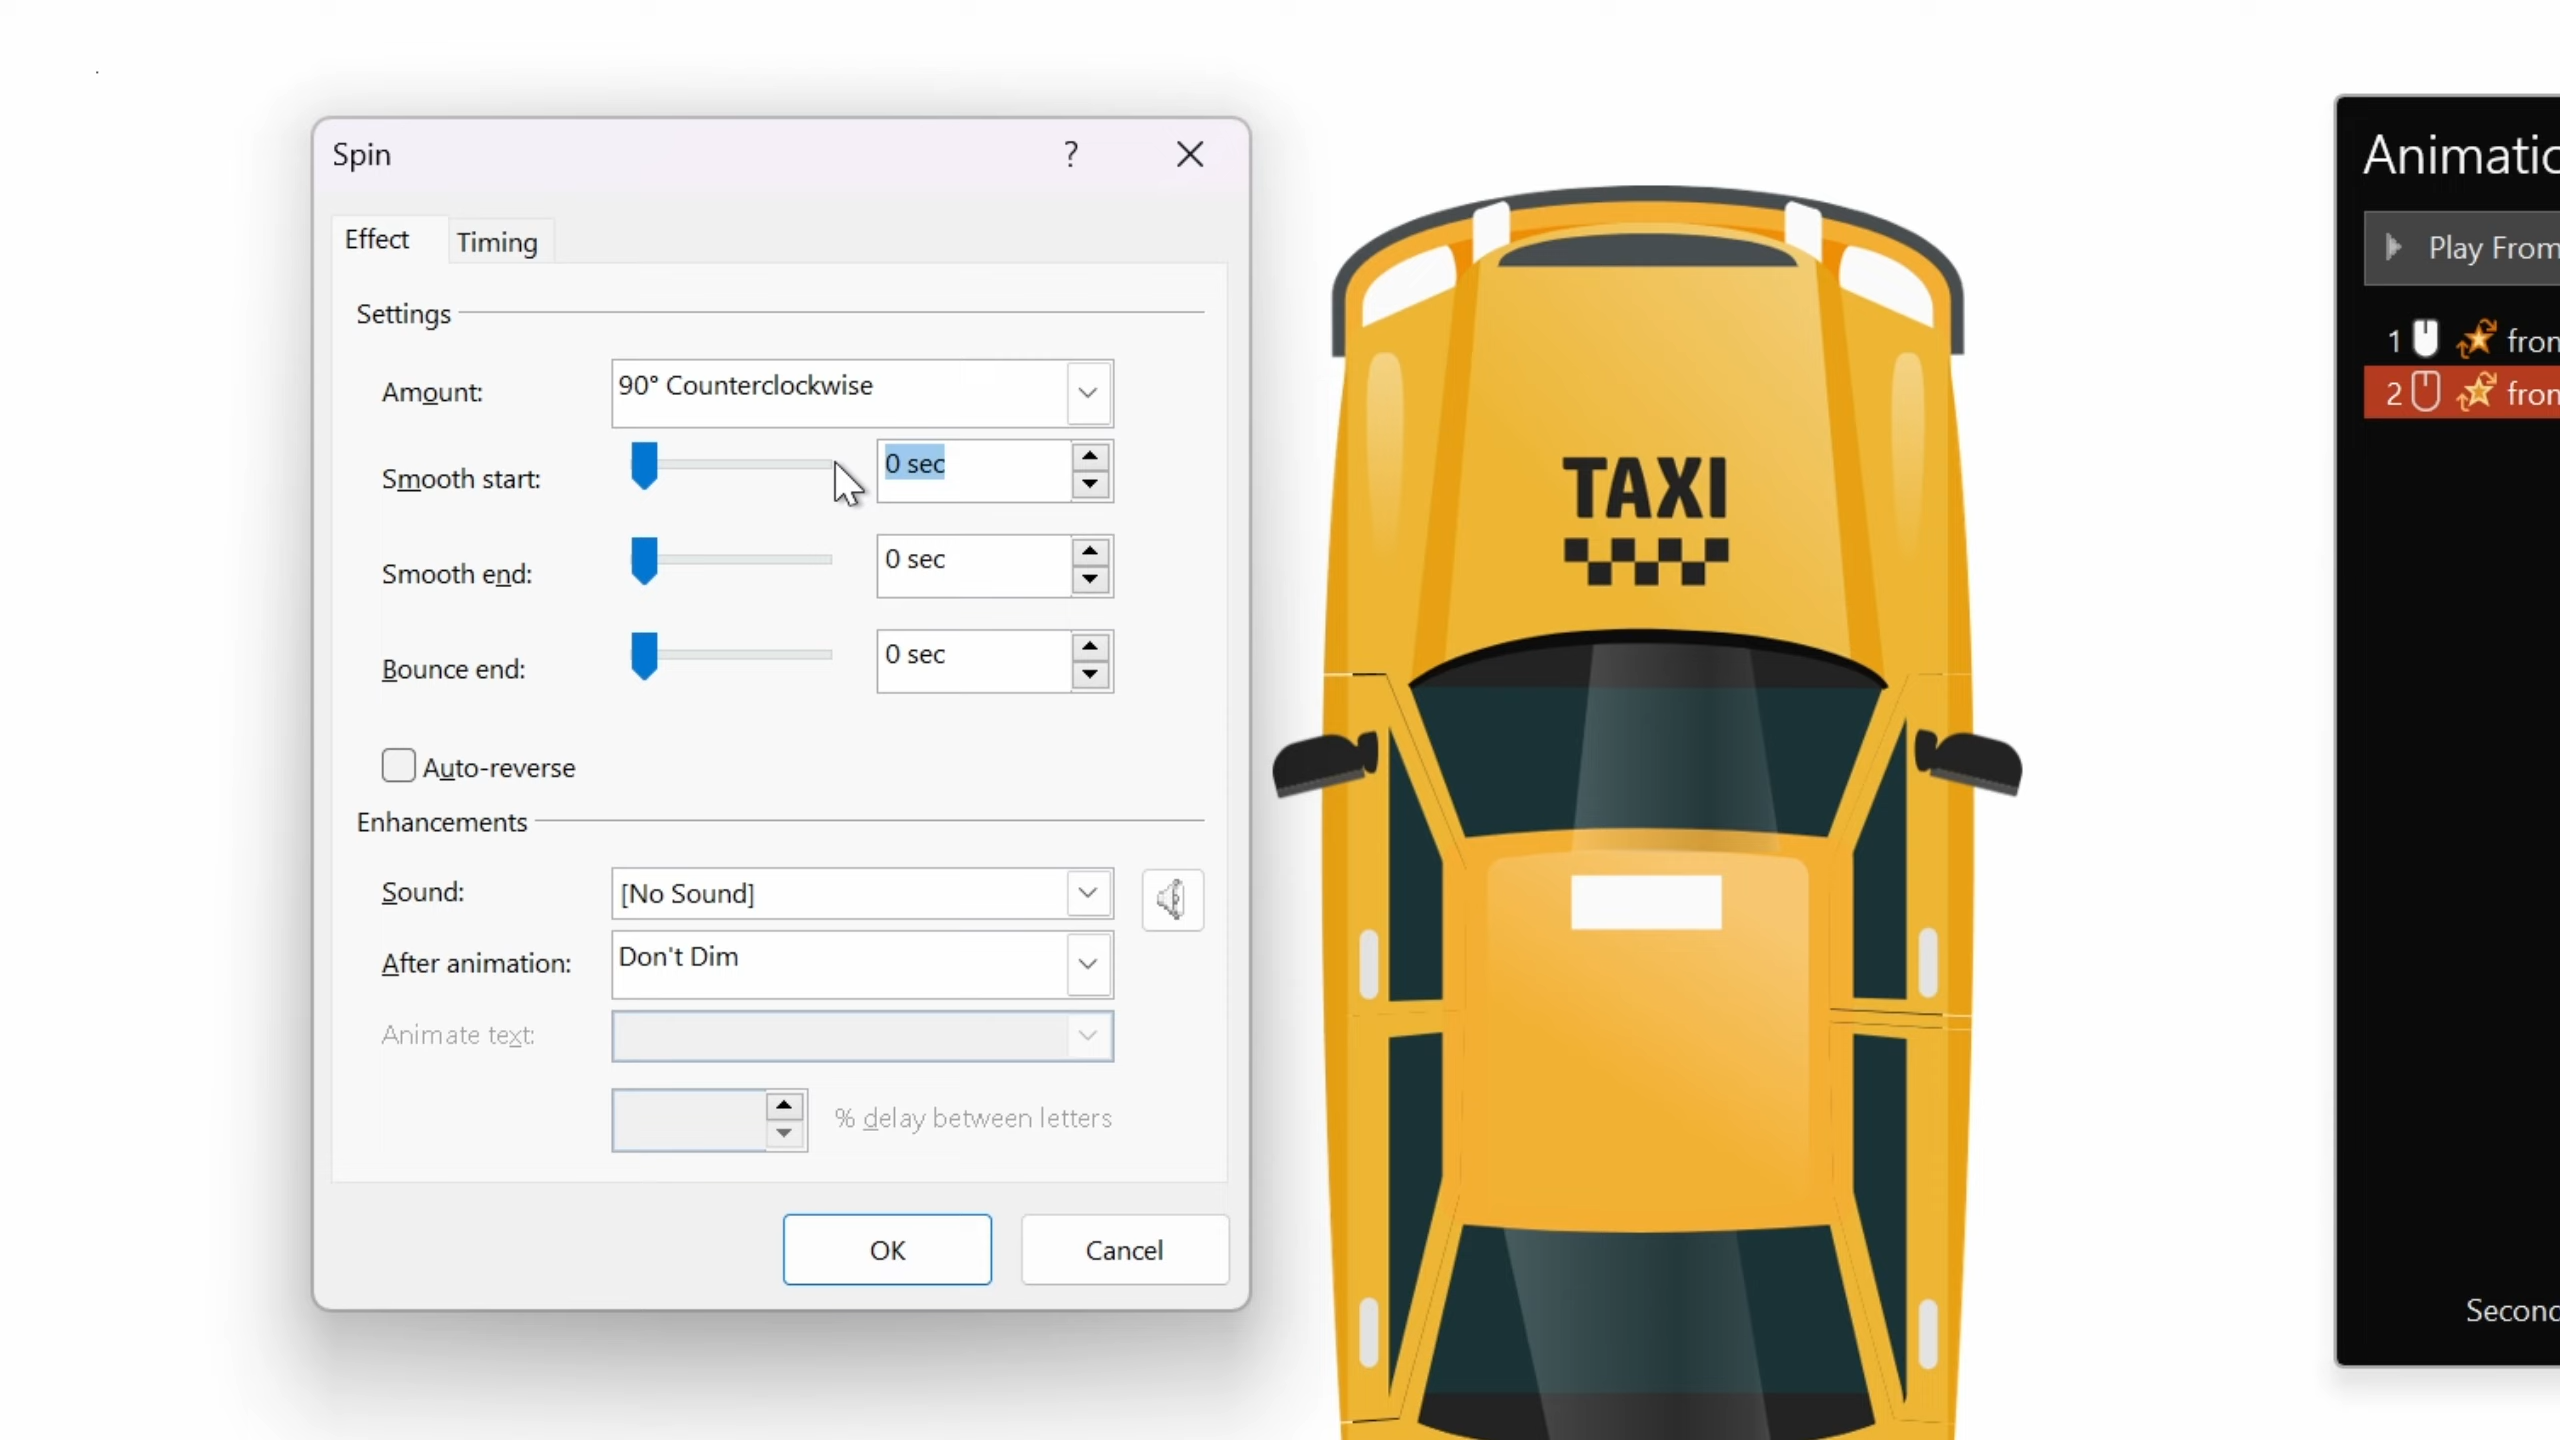 Spin
?
Effect
Timing
Settings
Amount:
90° Counterclockwise
Smooth start:
0 sec
Smooth end:
0 sec
Bounce end:
0 sec
Auto-reverse
Enhancements
Sound:
[No Sound]
After animation:
Don't Dim
Animate text:
% delay between letters
OK
Cancel
TAXI
Animatio
Play From
1 fron
2 fron
Second